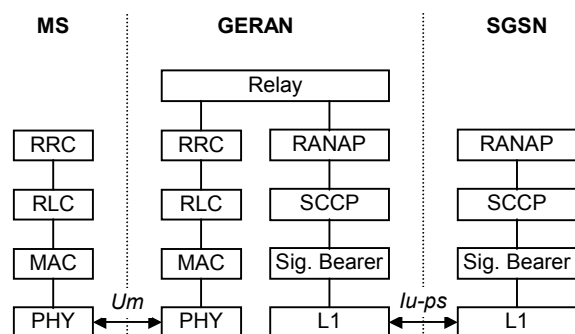 MS GERAN SGSN
Relay
RRC RRC RANAP RANAP
RLC RLC SCCP SCCP
MAC MAC Sig. Bearer Sig. Bearer
Um Iu-ps
PHY PHY L1 L1